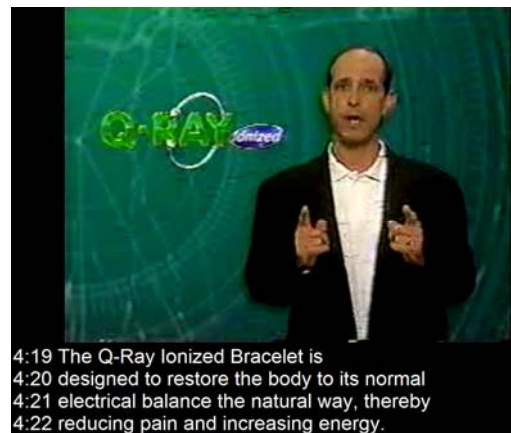 Q-RAY
ionized
4:19 The Q-Ray Ionized Bracelet is
4:20 designed to restore the body to its normal
4:21 electrical balance the natural way, thereby
4:22 reducing pain and increasing energy.